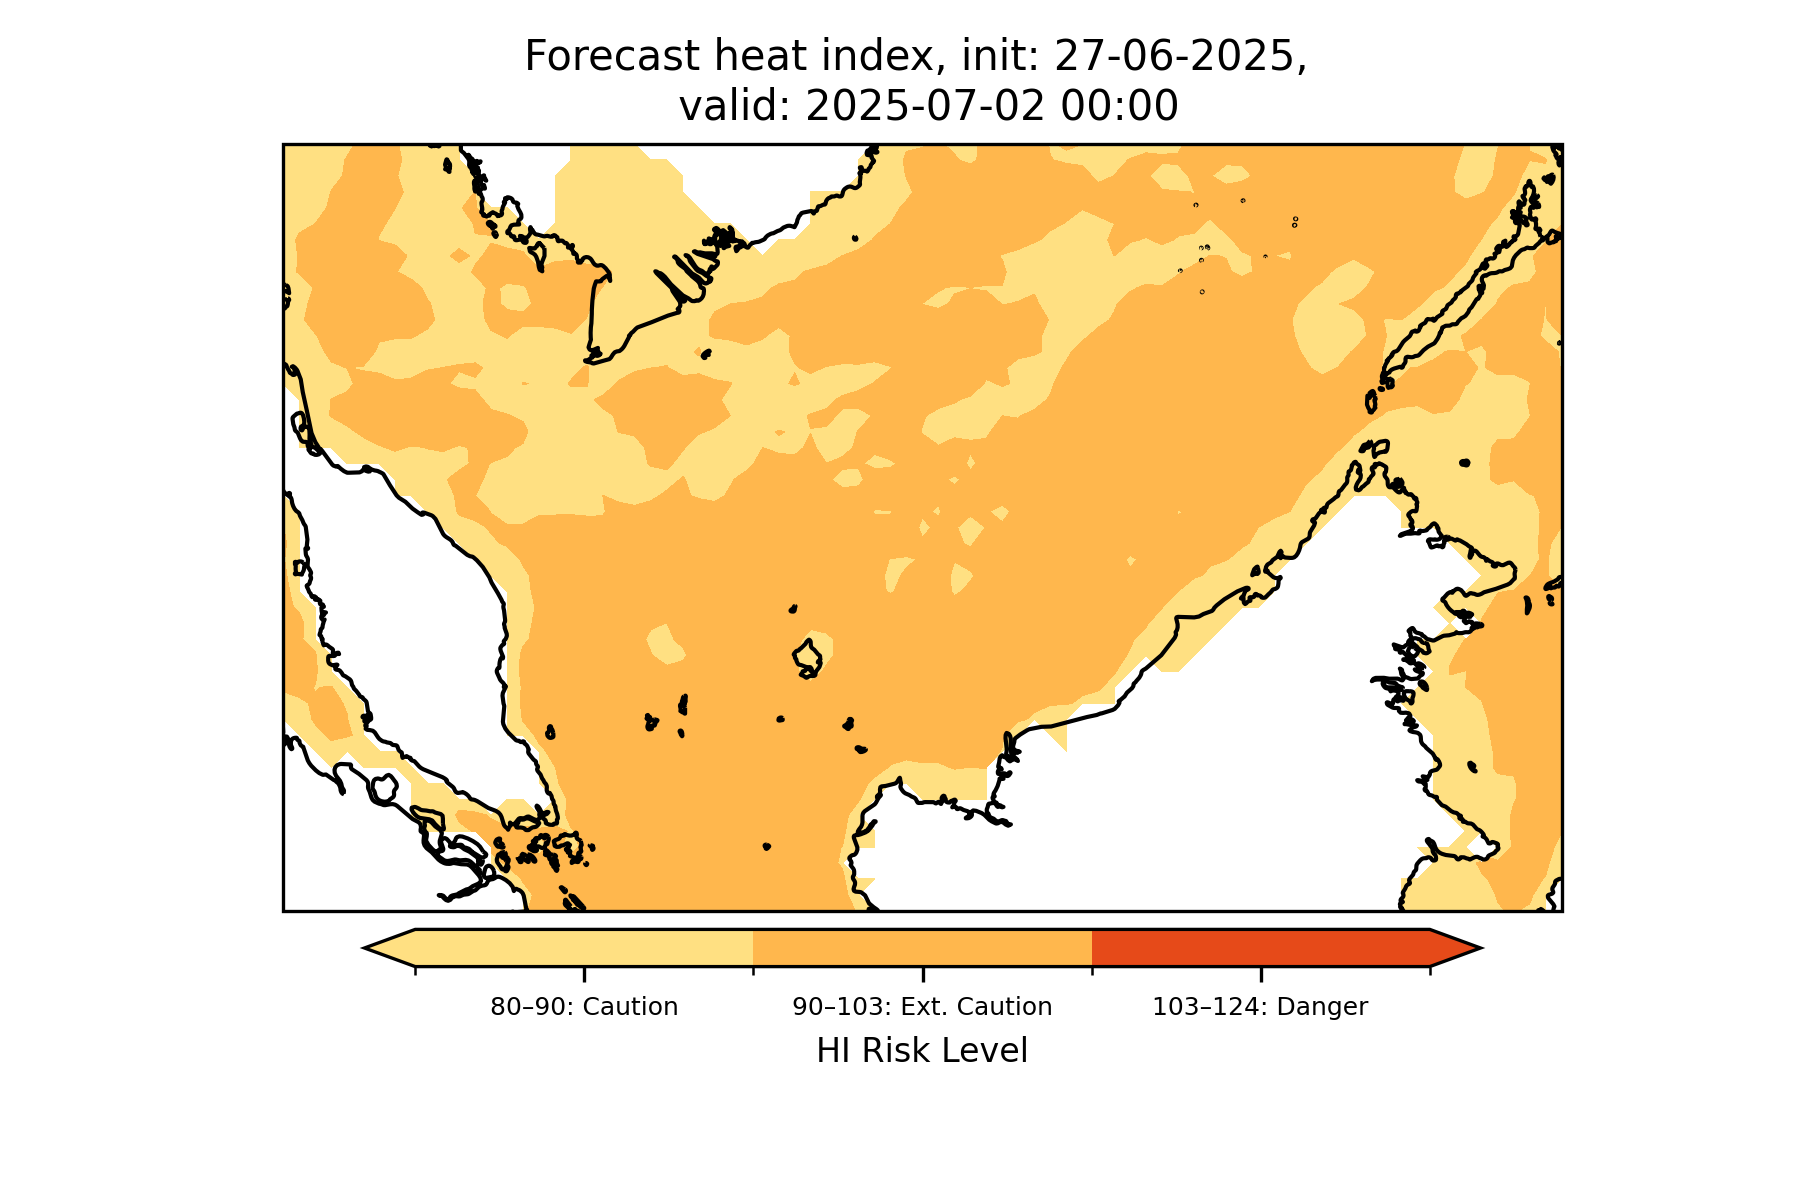 Forecast heat index, init: 27-06-2025,
valid: 2025-07-02 00:00
80–90: Caution
90–103: Ext. Caution
103–124: Danger
HI Risk Level